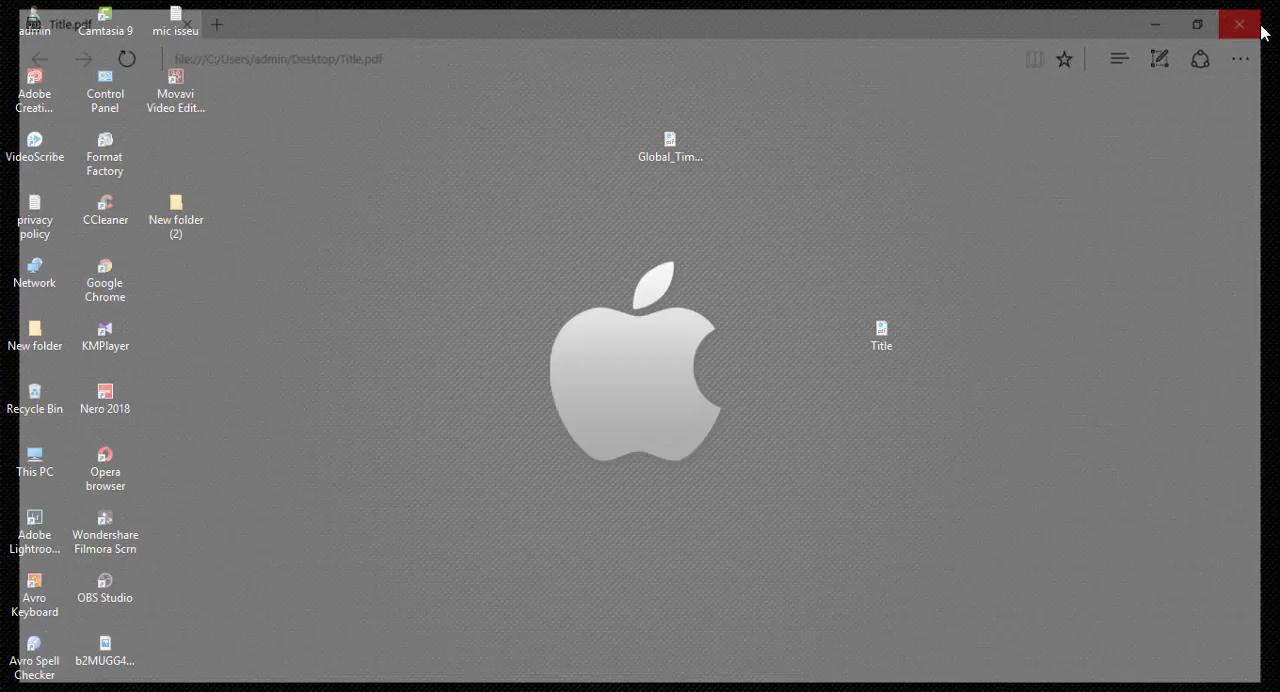 Title.pdf
file:///C:/Users/admin/Desktop/Title.pdf
admin
Camtasia 9
mic isseu
Adobe
Creati...
Control
Panel
Movavi
Video Edit...
VideoScribe
Format
Factory
Global_Tim...
privacy
policy
CCleaner
New folder
(2)
Network
Google
Chrome
New folder
KMPlayer
Title
Recycle Bin
Nero 2018
This PC
Opera
browser
Adobe
Lightroo...
Wondershare
Filmora Scrn
Avro
Keyboard
OBS Studio
Avro Spell
Checker
b2MUGG4...